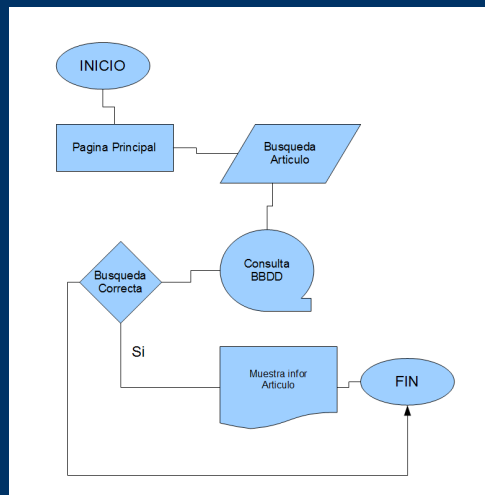 INICIO
Pagina Principal
Busqueda
Articulo
Consulta
BBDD
Busqueda
Correcta
Si
Muestra infor
Articulo
FIN